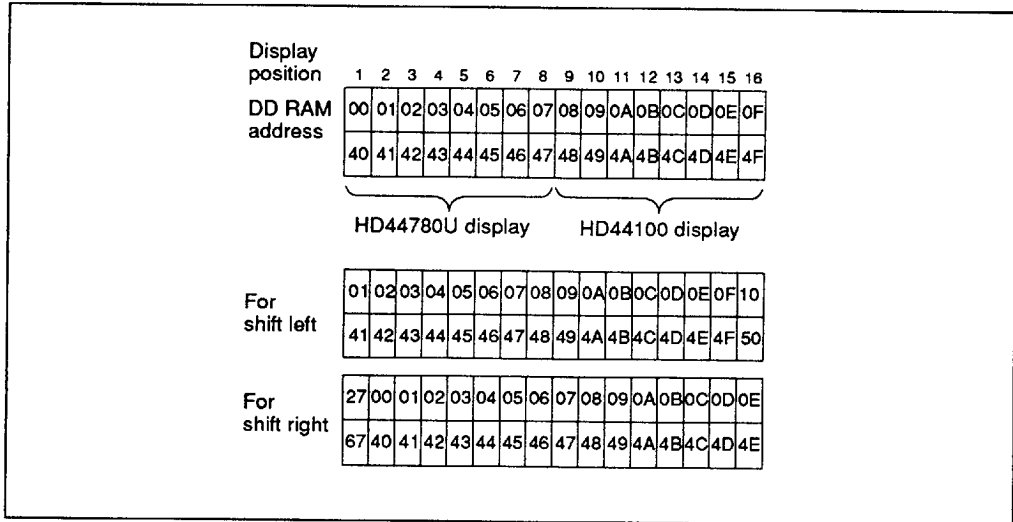 Display
position 1 2 3 4 5 6 7 8 9 10 11 12 13 14 15 16
DD RAM
address
00 01 02 03 04 05 06 07 08 09 0A 0B 0C 0D 0E 0F
40 41 42 43 44 45 46 47 48 49 4A 4B 4C 4D 4E 4F
HD44780U display HD44100 display
For
shift left
01 02 03 04 05 06 07 08 09 0A 0B 0C 0D 0E 0F 10
41 42 43 44 45 46 47 48 49 4A 4B 4C 4D 4E 4F 50
For
shift right
27 00 01 02 03 04 05 06 07 08 09 0A 0B 0C 0D 0E
67 40 41 42 43 44 45 46 47 48 49 4A 4B 4C 4D 4E